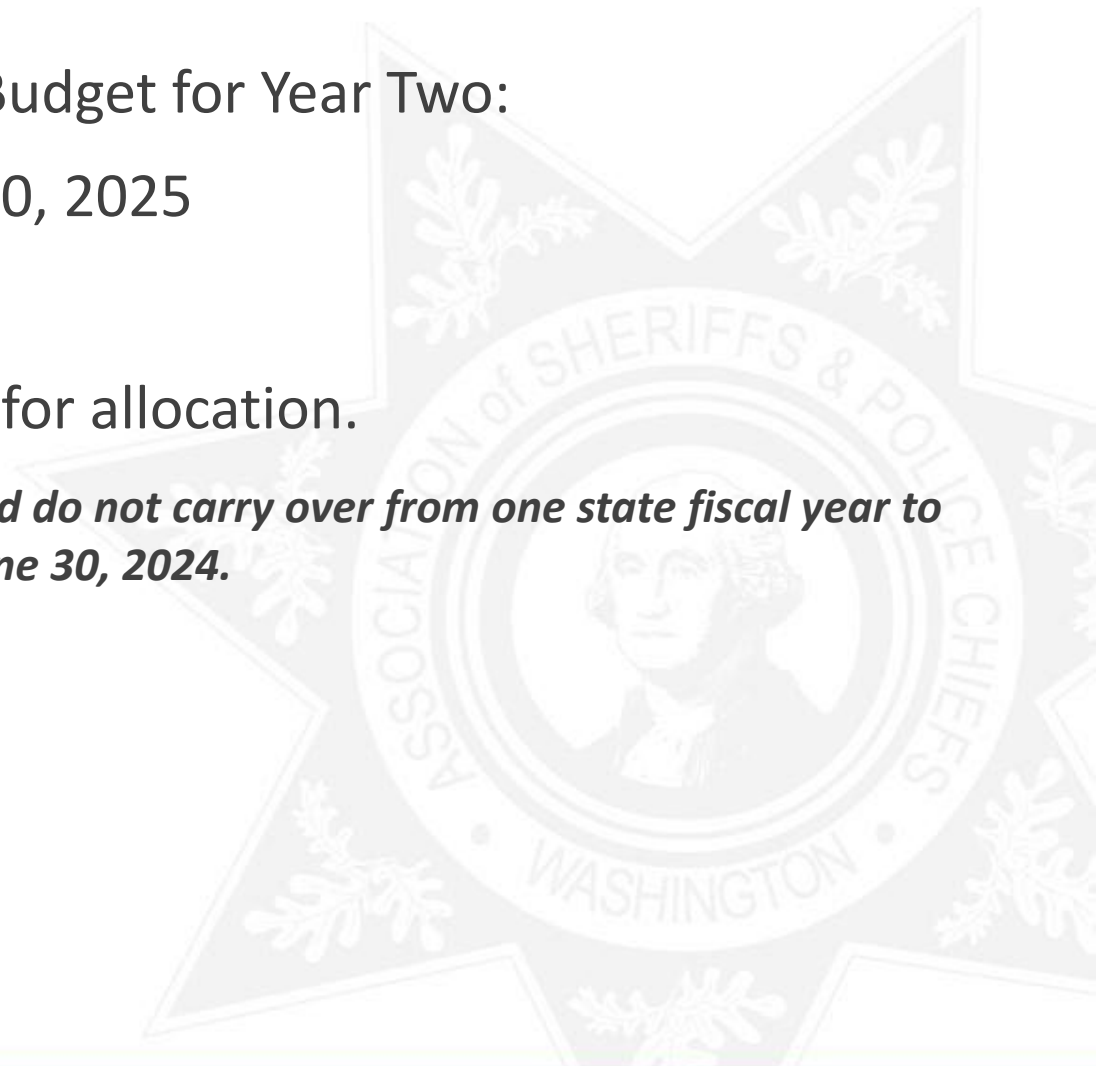 Budget for Year Two:
0, 2025
for allocation.
d do not carry over from one state fiscal year to
ne 30, 2024.
ASSOCIATION of SHERIFFS & POLICE CHIEFS
• WASHINGTON •